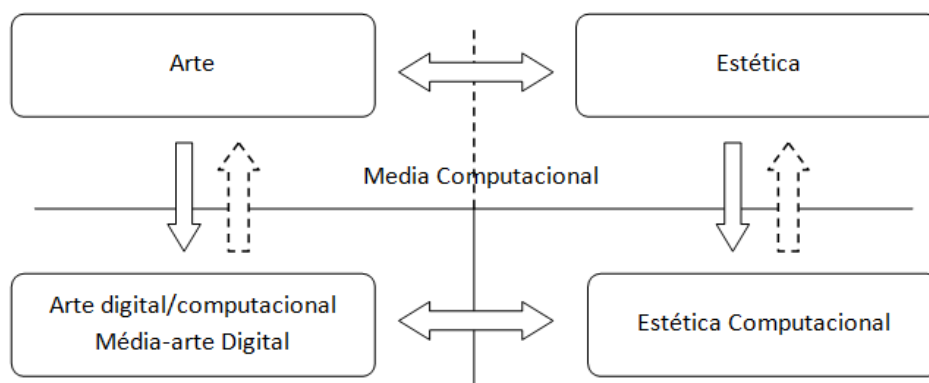 Arte
Estética
Media Computacional
Arte digital/computacional
Média-arte Digital
Estética Computacional